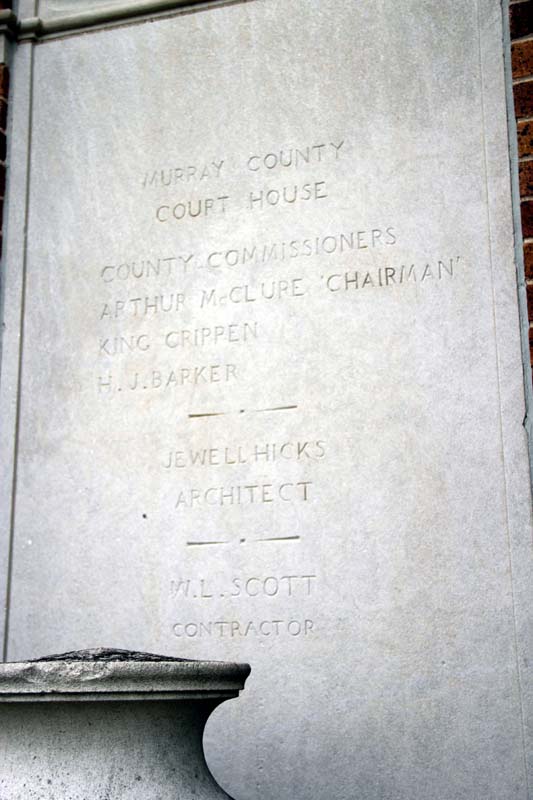 MURRAY COUNTY
COURT HOUSE
COUNTY COMMISSIONERS
ARTHUR McCLURE 'CHAIRMAN'
KING CRIPPEN
H. J. BARKER
JEWELL HICKS
ARCHITECT
W. L. SCOTT
CONTRACTOR